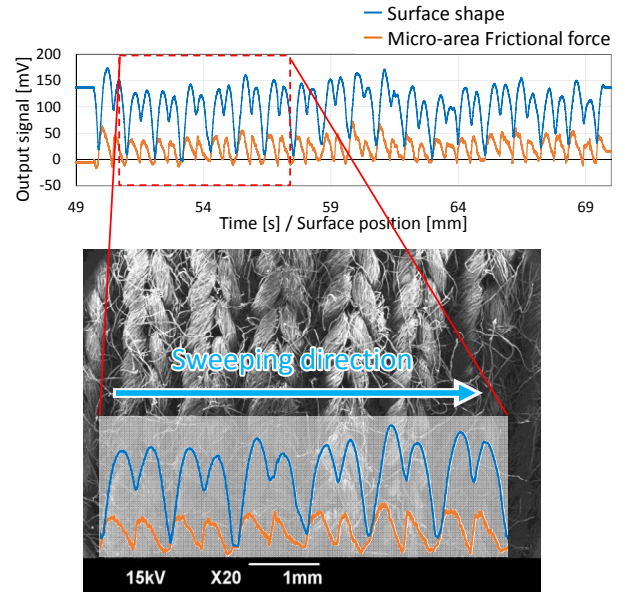 Surface shape
Micro-area Frictional force
Output signal [mV]
200
150
100
50
0
-50
49
54
59
64
69
Time [s] / Surface position [mm]
Sweeping direction
15kV X20 1mm